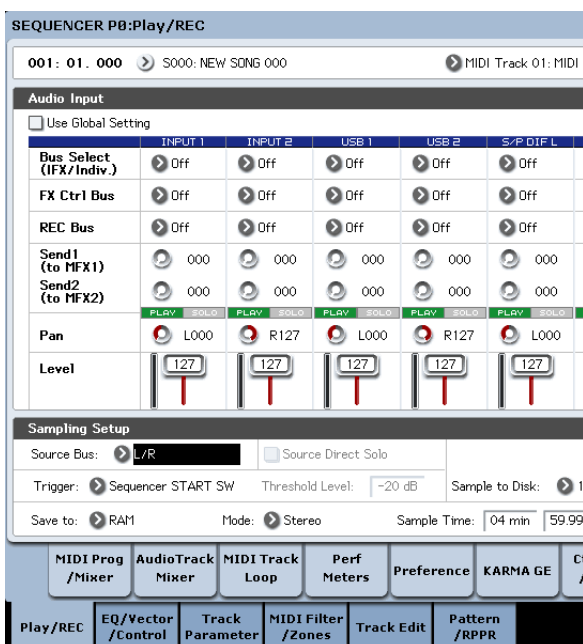 SEQUENCER P0:Play/REC
001: 01. 000 S000: NEW SONG 000 MIDI Track 01: MIDI
Audio Input
Use Global Setting
INPUT 1 INPUT 2 USB 1 USB 2 S/P DIF L
Bus Select
(IFX/Indiv.) Off Off Off Off Off
FX Ctrl Bus Off Off Off Off Off
REC Bus Off Off Off Off Off
Send1
(to MFX1) 000 000 000 000 000
Send2
(to MFX2) 000 000 000 000 000
PLAY SOLO PLAY SOLO PLAY SOLO PLAY SOLO PLAY SOLO
Pan L000 R127 L000 R127 L000
Level 127 127 127 127 127
Sampling Setup
Source Bus: L/R Source Direct Solo
Trigger: Sequencer START SW Threshold Level: -20 dB Sample to Disk: 1
Save to: RAM Mode: Stereo Sample Time: 04 min 59.99
MIDI Prog
/Mixer AudioTrack
Mixer MIDI Track
Loop Perf
Meters Preference KARMA GE
Play/REC EQ/Vector
/Control Track
Parameter MIDI Filter
/Zones Track Edit Pattern
/RPPR